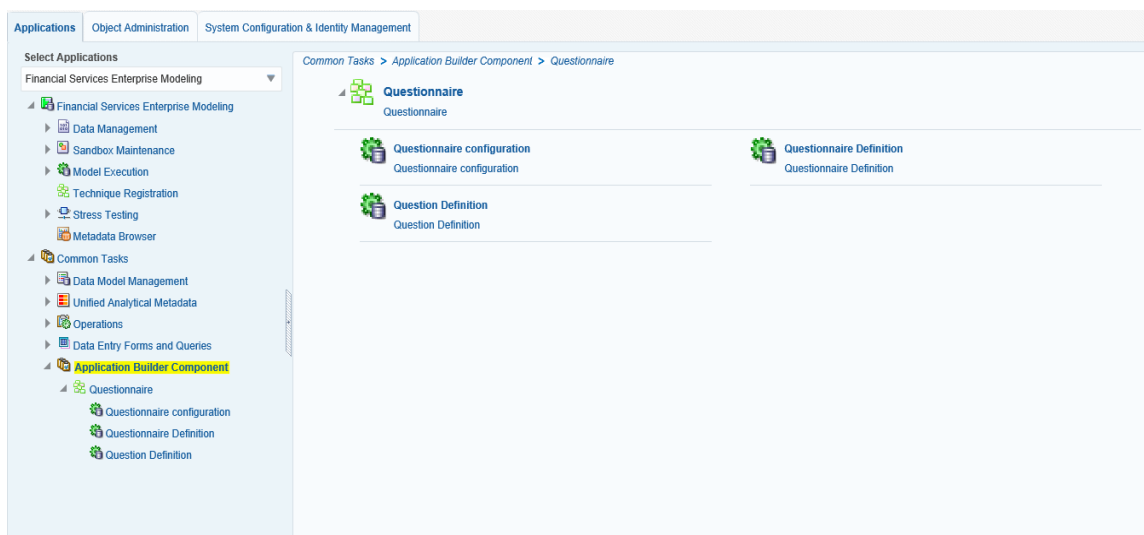 Applications
Object Administration
System Configuration & Identity Management
Select Applications
Financial Services Enterprise Modeling
Financial Services Enterprise Modeling
Data Management
Sandbox Maintenance
Model Execution
Technique Registration
Stress Testing
Metadata Browser
Common Tasks
Data Model Management
Unified Analytical Metadata
Operations
Data Entry Forms and Queries
Application Builder Component
Questionnaire
Questionnaire configuration
Questionnaire Definition
Question Definition
Common Tasks > Application Builder Component > Questionnaire
Questionnaire
Questionnaire
Questionnaire configuration
Questionnaire configuration
Questionnaire Definition
Questionnaire Definition
Question Definition
Question Definition